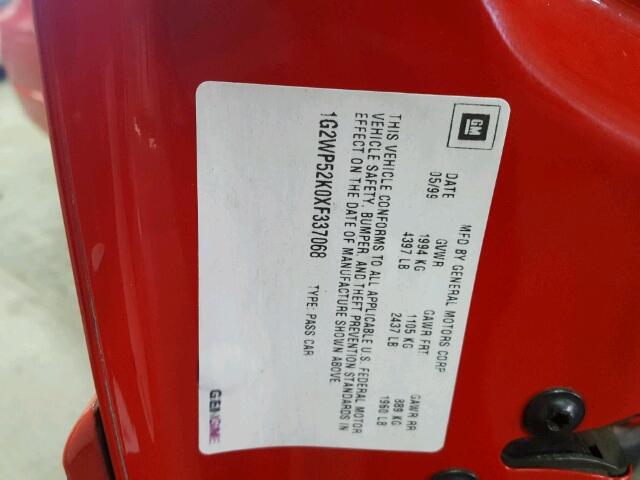 GM
MFD BY GENERAL MOTORS CORP
DATE GVWR GAWR FRT GAWR RR
05/99 1994 KG 1105 KG 889 KG
4397 LB 2437 LB 1960 LB
THIS VEHICLE CONFORMS TO ALL APPLICABLE U.S. FEDERAL MOTOR
VEHICLE SAFETY, BUMPER, AND THEFT PREVENTION STANDARDS IN
EFFECT ON THE DATE OF MANUFACTURE SHOWN ABOVE.
1G2WP52K0XF337068 TYPE: PASS CAR